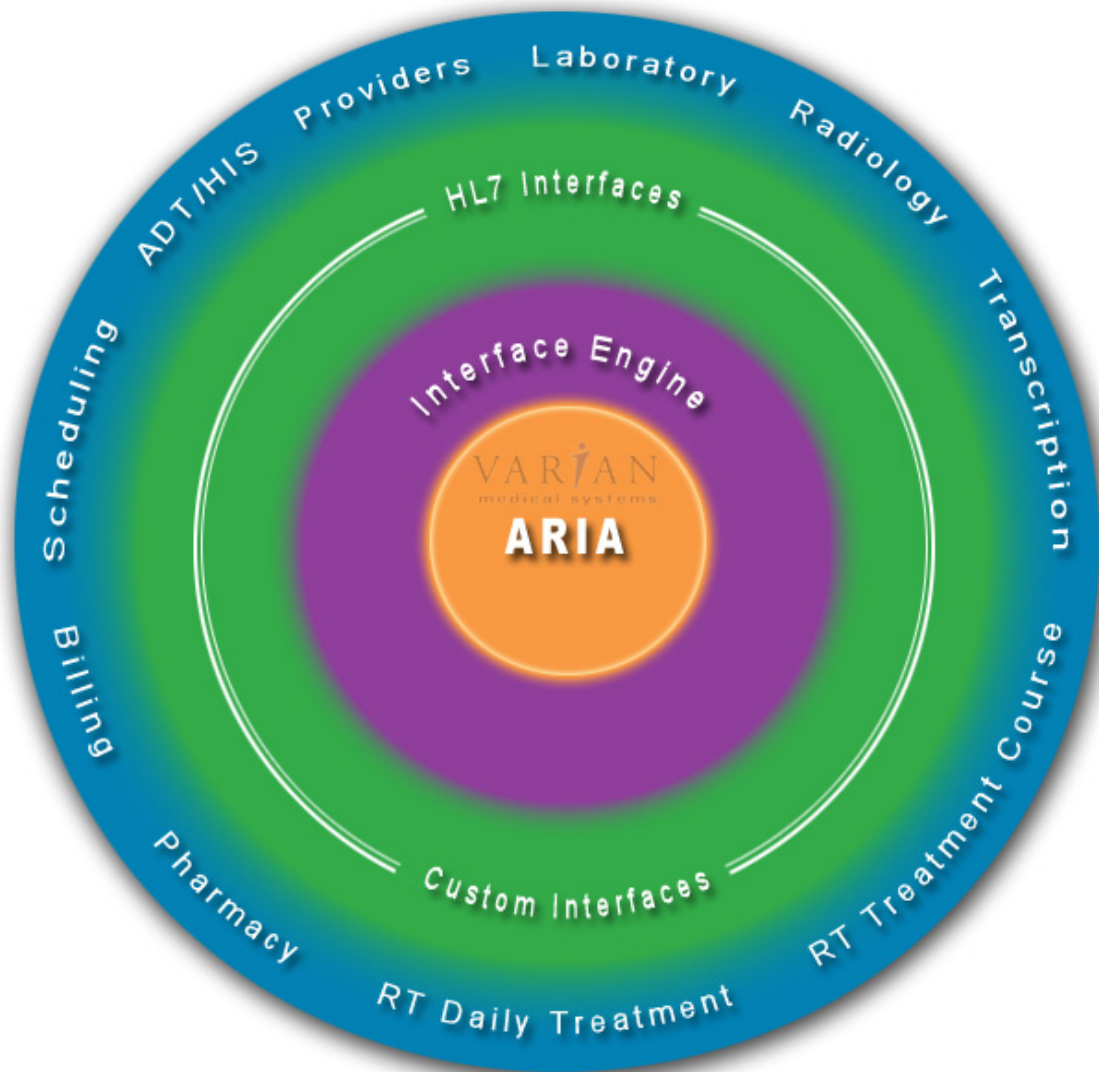 Laboratory
Radiology
Transcription
RT Treatment Course
RT Daily Treatment
Pharmacy
Billing
Scheduling
ADT/HIS
Providers
HL7 Interfaces
Custom Interfaces
Interface Engine
VARIAN
medical systems
ARIA